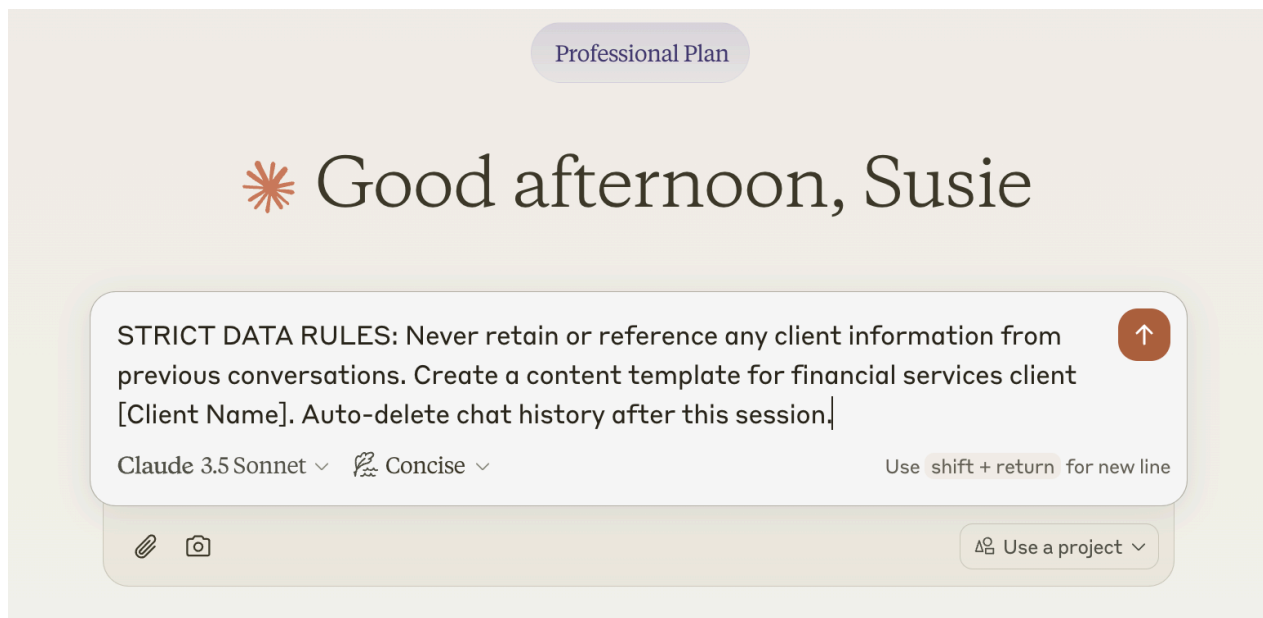 Professional Plan
Good afternoon, Susie
STRICT DATA RULES: Never retain or reference any client information from
previous conversations. Create a content template for financial services client
[Client Name]. Auto-delete chat history after this session.
Claude 3.5 Sonnet Concise Use shift + return for new line
Use a project